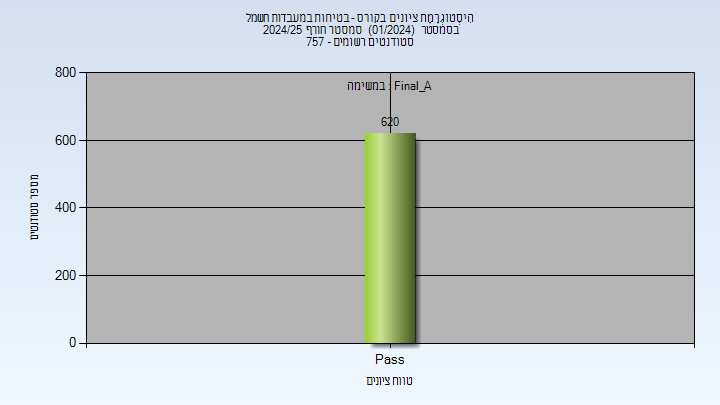 היסטוגרמת ציונים בקורס - בטיחות במעבדות חשמל
בסמסטר (01/2024) סמסטר חורף 2024/25
סטודנטים רשומים - 757
במשימה : Final_A
620
800
600
400
200
0
מספר סטודנטים
Pass
טווח ציונים